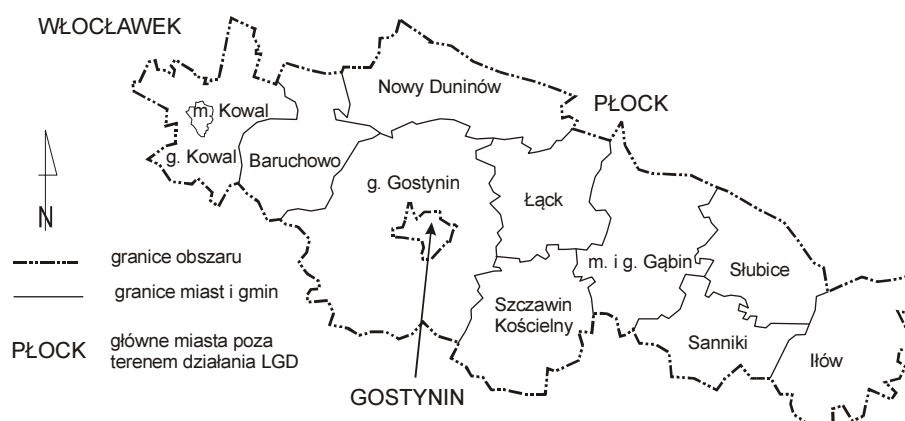 WŁOCŁAWEK
Nowy Duninów
PŁOCK
m. Kowal
g. Kowal
Baruchowo
g. Gostynin
Łąck
N
m. i g. Gąbin
Słubice
granice obszaru
granice miast i gmin
Szczawin
Kościelny
Sanniki
Iłów
PŁOCK
główne miasta poza
terenem działania LGD
GOSTYNIN